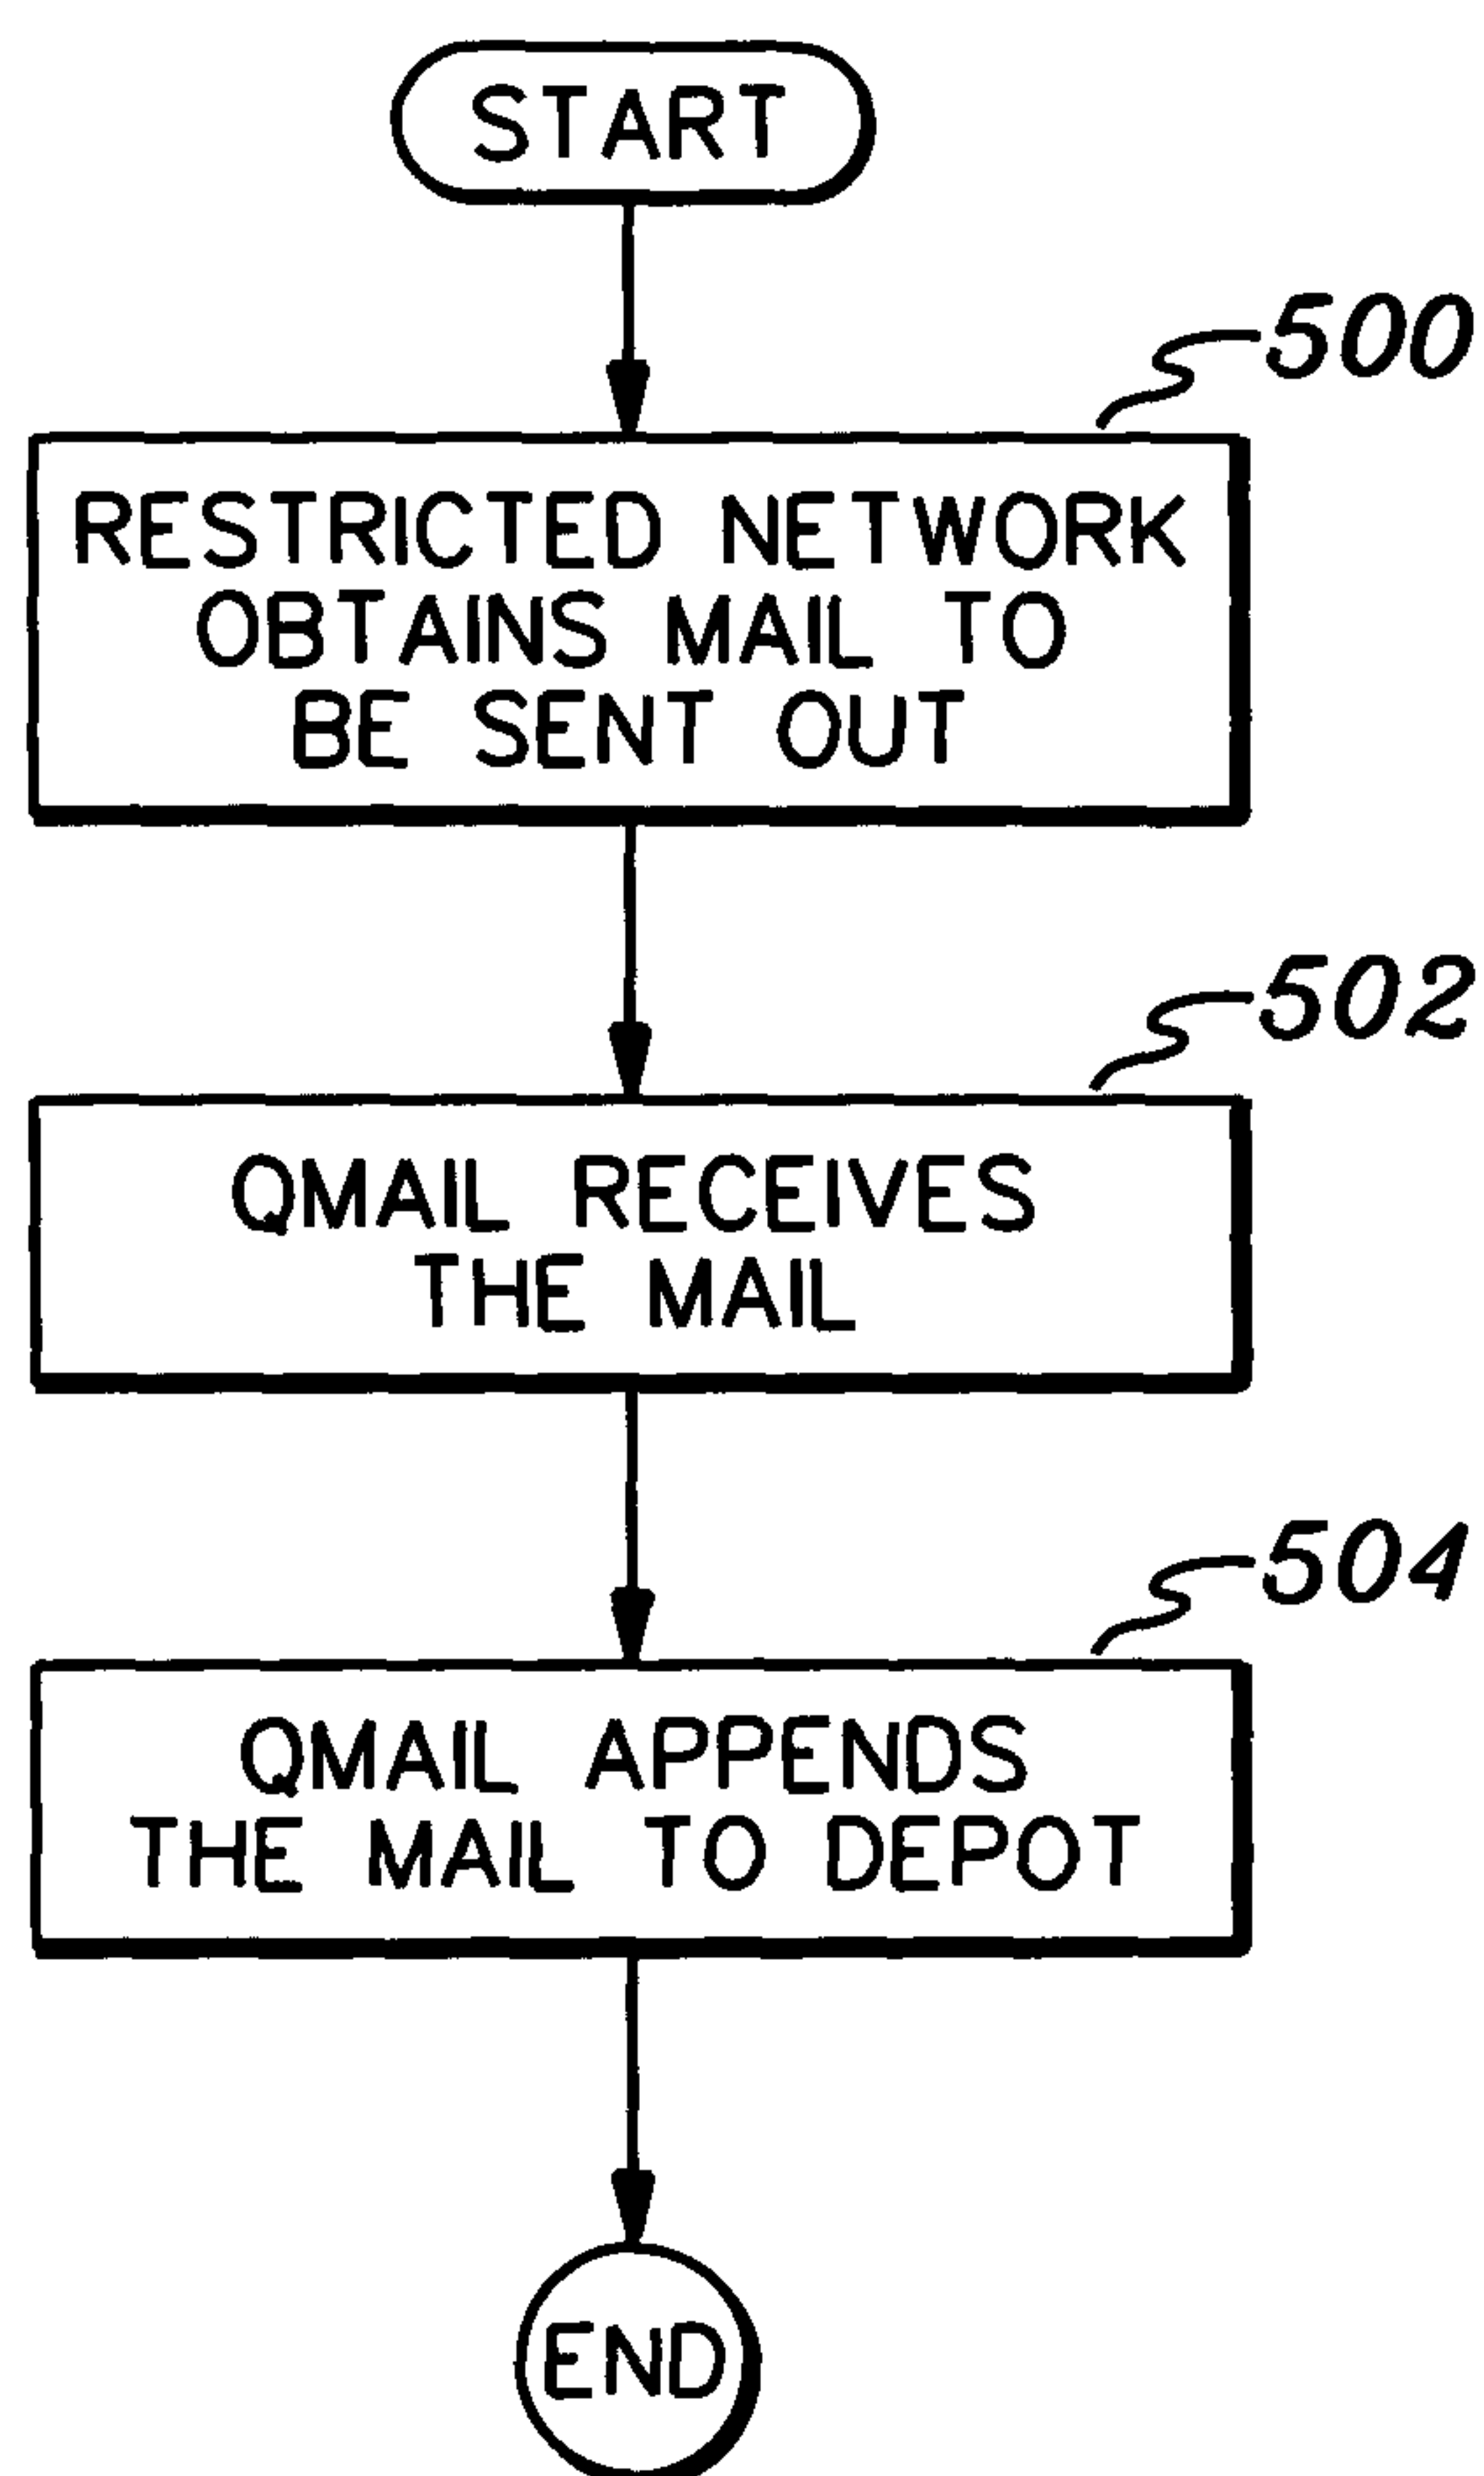 START
500
RESTRICTED NETWORK
OBTAINS MAIL TO
BE SENT OUT
502
QMAIL RECEIVES
THE MAIL
504
QMAIL APPENDS
THE MAIL TO DEPOT
END